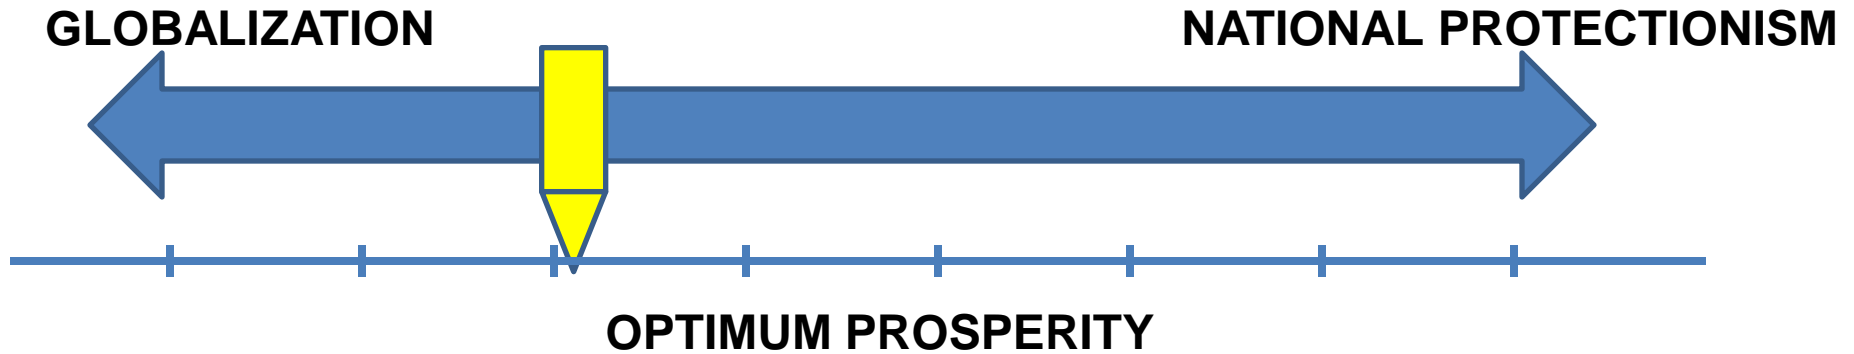 GLOBALIZATION
NATIONAL PROTECTIONISM
OPTIMUM PROSPERITY